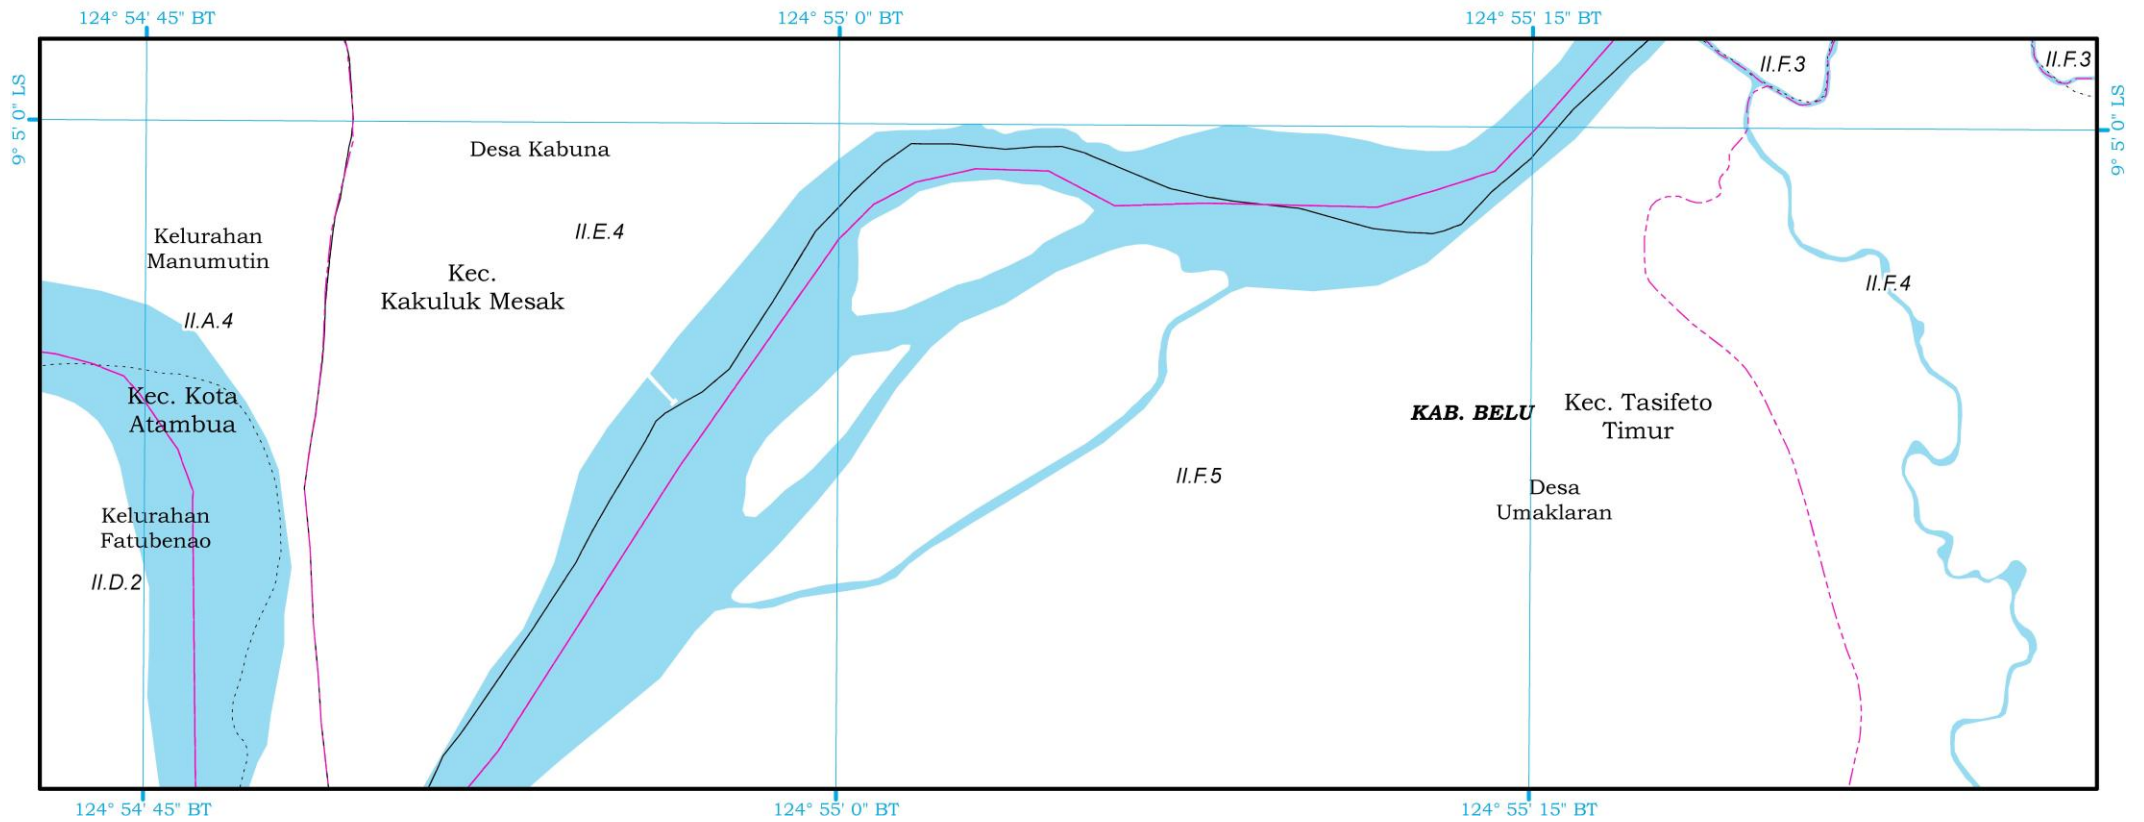 124° 54' 45" BT
124° 55' 0" BT
124° 55' 15" BT
9° 5' 0" LS
9° 5' 0" LS
II.F.3
II.F.3
Desa Kabuna
Kelurahan
Manumutin
II.E.4
Kec.
Kakuluk Mesak
II.A.4
II.F.4
Kec. Kota
Atambua
KAB. BELU
Kec. Tasifeto
Timur
II.F.5
Desa
Umaklaran
Kelurahan
Fatubenao
II.D.2
124° 54' 45" BT
124° 55' 0" BT
124° 55' 15" BT